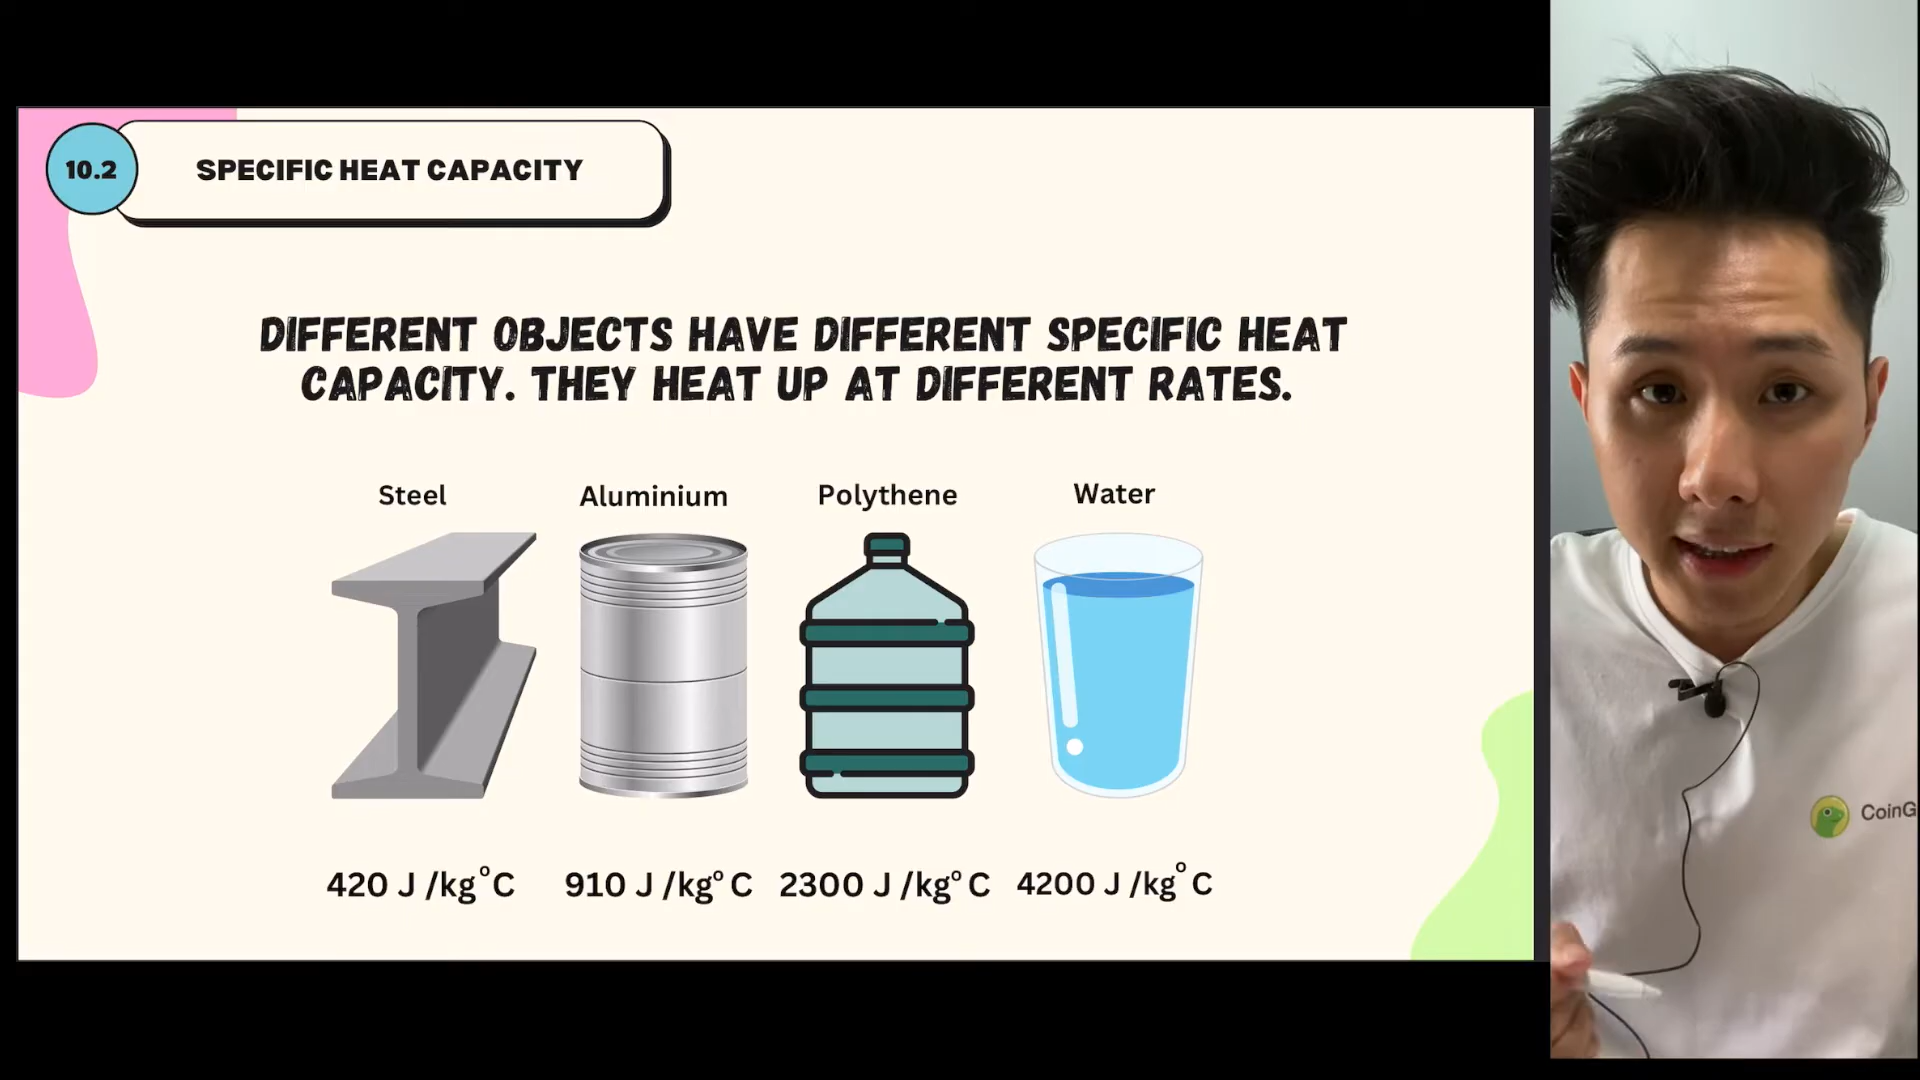 10.2
SPECIFIC HEAT CAPACITY
DIFFERENT OBJECTS HAVE DIFFERENT SPECIFIC HEAT
CAPACITY. THEY HEAT UP AT DIFFERENT RATES.
Steel Aluminium Polythene Water
420 J /kg°C 910 J /kg°C 2300 J /kg°C 4200 J /kg°C
CoinG